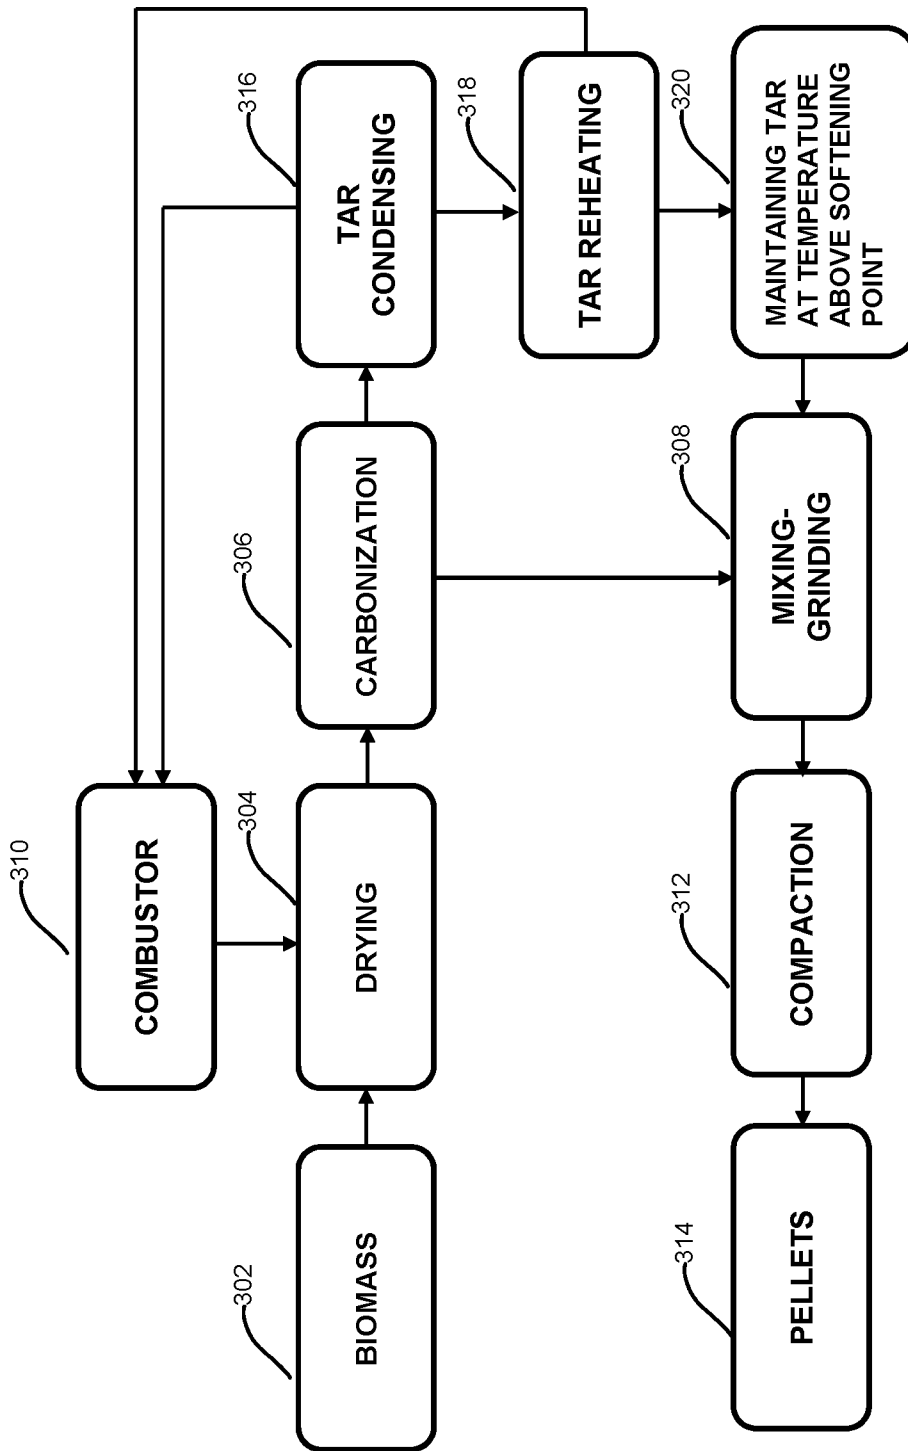 310
COMBUSTOR
302
BIOMASS
304
DRYING
306
CARBONIZATION
316
TAR
CONDENSING
318
TAR REHEATING
314
PELLETS
312
COMPACTION
308
MIXING-
GRINDING
320
MAINTAINING TAR
AT TEMPERATURE
ABOVE SOFTENING
POINT